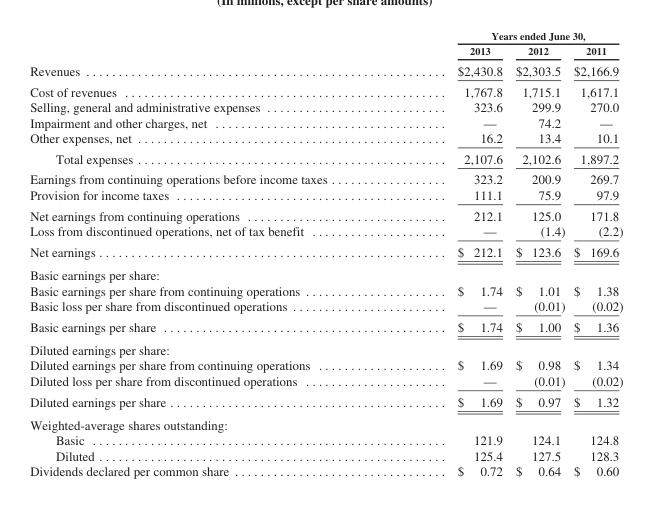 (In millions, except per share amounts)
Years ended June 30,
2013 2012 2011
Revenues $2,430.8 $2,303.5 $2,166.9
Cost of revenues 1,767.8 1,715.1 1,617.1
Selling, general and administrative expenses 323.6 299.9 270.0
Impairment and other charges, net — 74.2 —
Other expenses, net 16.2 13.4 10.1
Total expenses 2,107.6 2,102.6 1,897.2
Earnings from continuing operations before income taxes 323.2 200.9 269.7
Provision for income taxes 111.1 75.9 97.9
Net earnings from continuing operations 212.1 125.0 171.8
Loss from discontinued operations, net of tax benefit — (1.4) (2.2)
Net earnings $ 212.1 $ 123.6 $ 169.6
Basic earnings per share:
Basic earnings per share from continuing operations $ 1.74 $ 1.01 $ 1.38
Basic loss per share from discontinued operations — (0.01) (0.02)
Basic earnings per share $ 1.74 $ 1.00 $ 1.36
Diluted earnings per share:
Diluted earnings per share from continuing operations $ 1.69 $ 0.98 $ 1.34
Diluted loss per share from discontinued operations — (0.01) (0.02)
Diluted earnings per share $ 1.69 $ 0.97 $ 1.32
Weighted-average shares outstanding:
Basic 121.9 124.1 124.8
Diluted 125.4 127.5 128.3
Dividends declared per common share $ 0.72 $ 0.64 $ 0.60